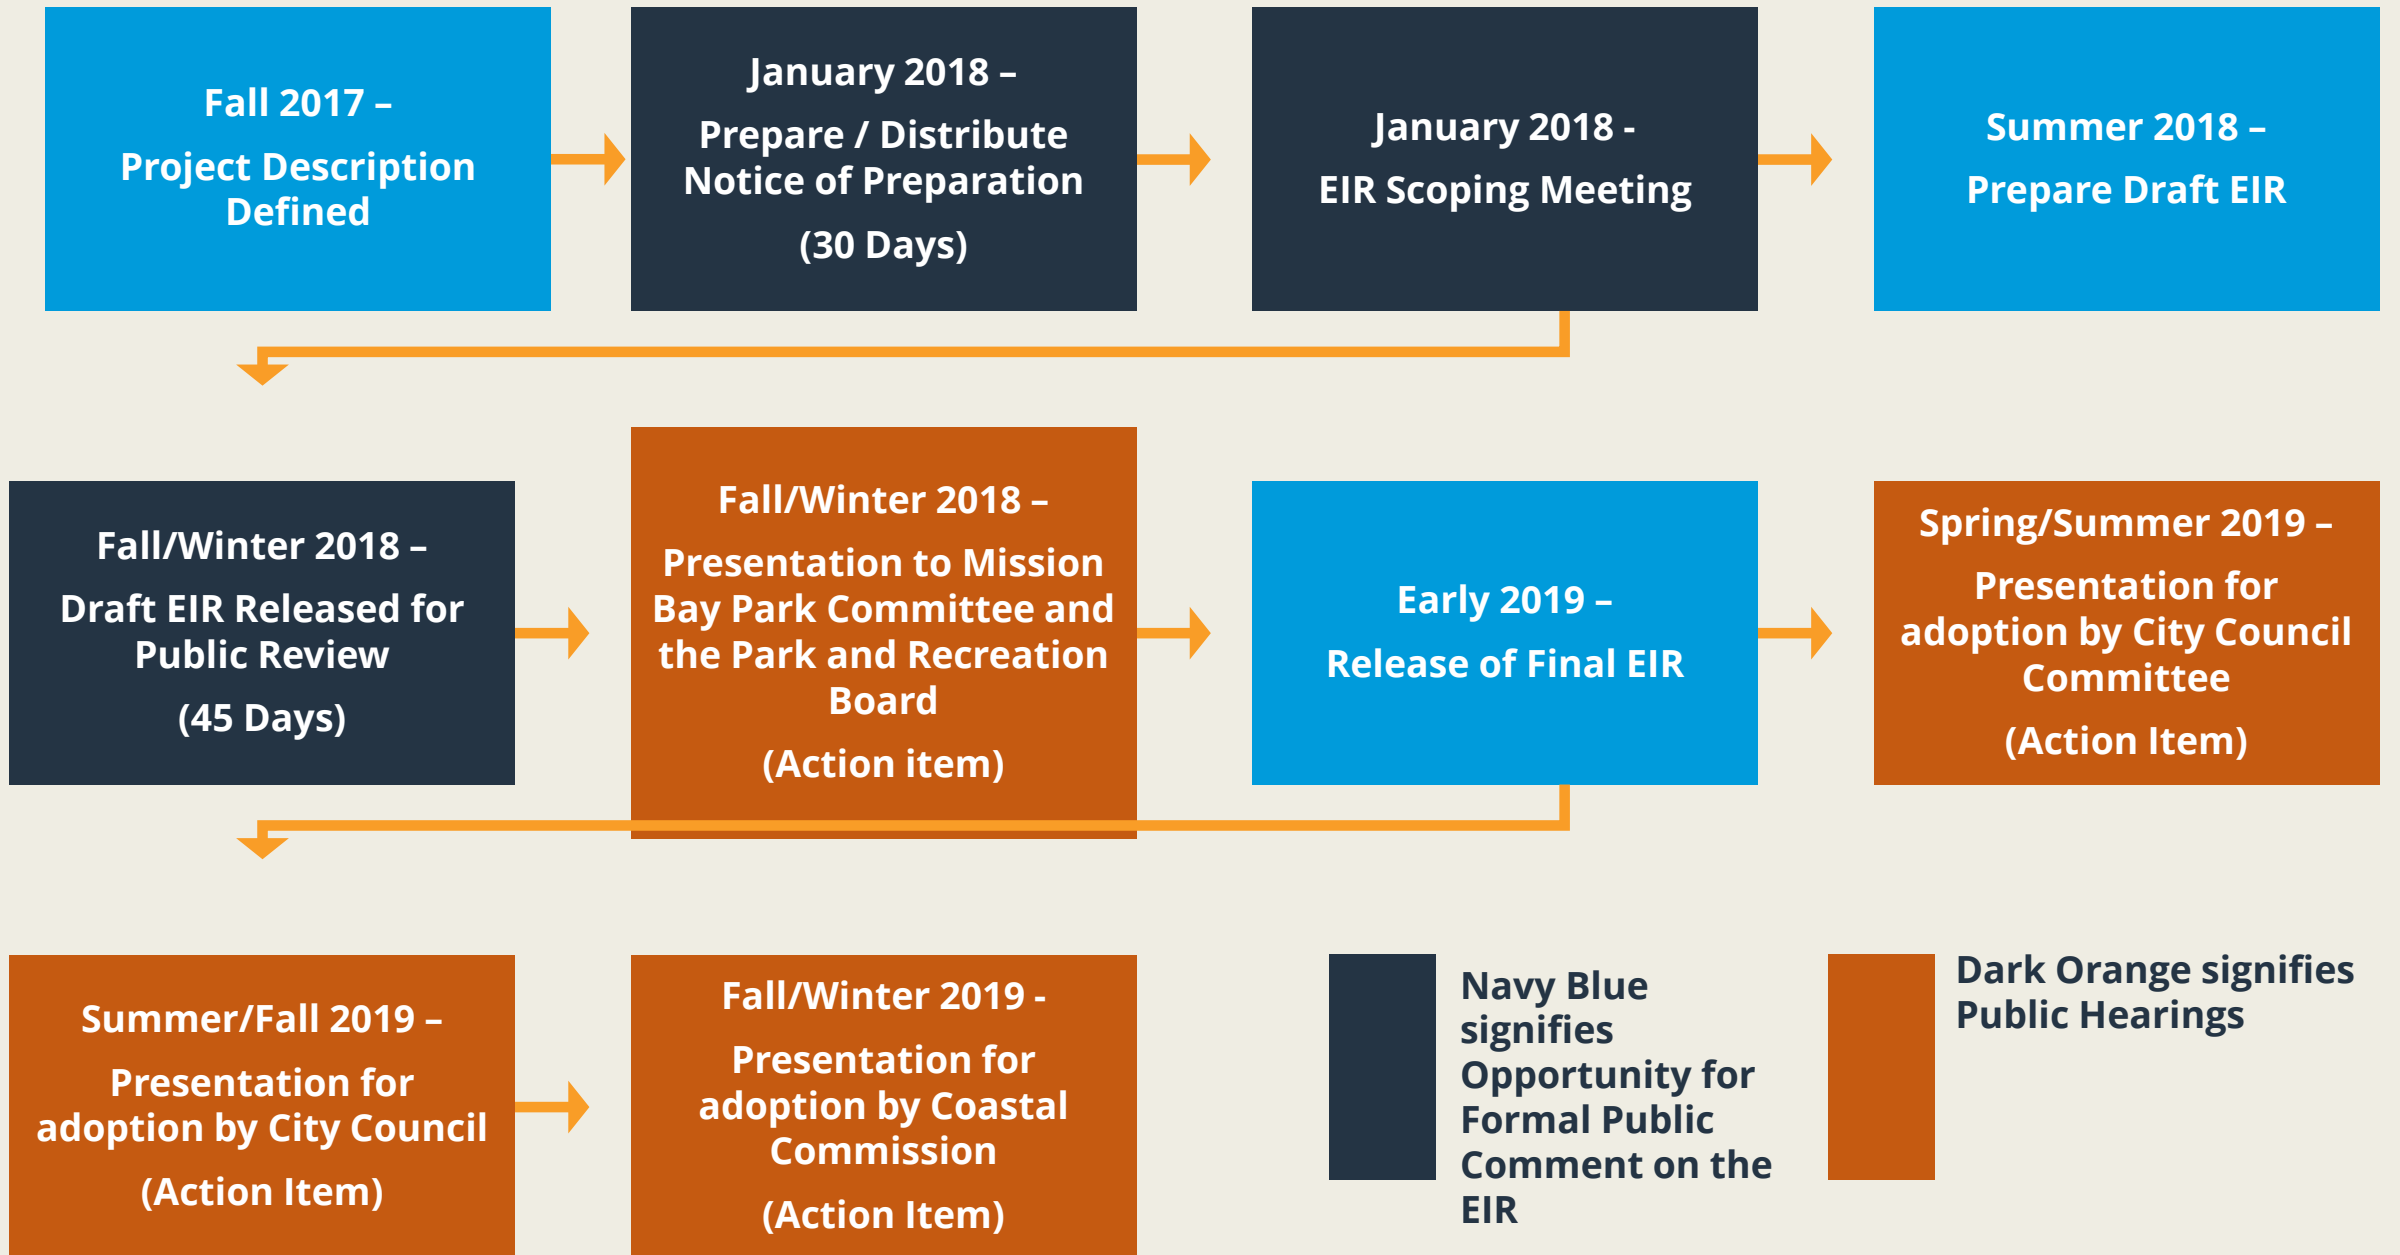 Fall 2017 –
Project Description
Defined
January 2018 –
Prepare / Distribute
Notice of Preparation
(30 Days)
January 2018 -
EIR Scoping Meeting
Summer 2018 –
Prepare Draft EIR
Fall/Winter 2018 –
Draft EIR Released for
Public Review
(45 Days)
Fall/Winter 2018 –
Presentation to Mission
Bay Park Committee and
the Park and Recreation
Board
(Action item)
Early 2019 –
Release of Final EIR
Spring/Summer 2019 –
Presentation for
adoption by City Council
Committee
(Action Item)
Summer/Fall 2019 –
Presentation for
adoption by City Council
(Action Item)
Fall/Winter 2019 -
Presentation for
adoption by Coastal
Commission
(Action Item)
Navy Blue
signifies
Opportunity for
Formal Public
Comment on the
EIR
Dark Orange signifies
Public Hearings